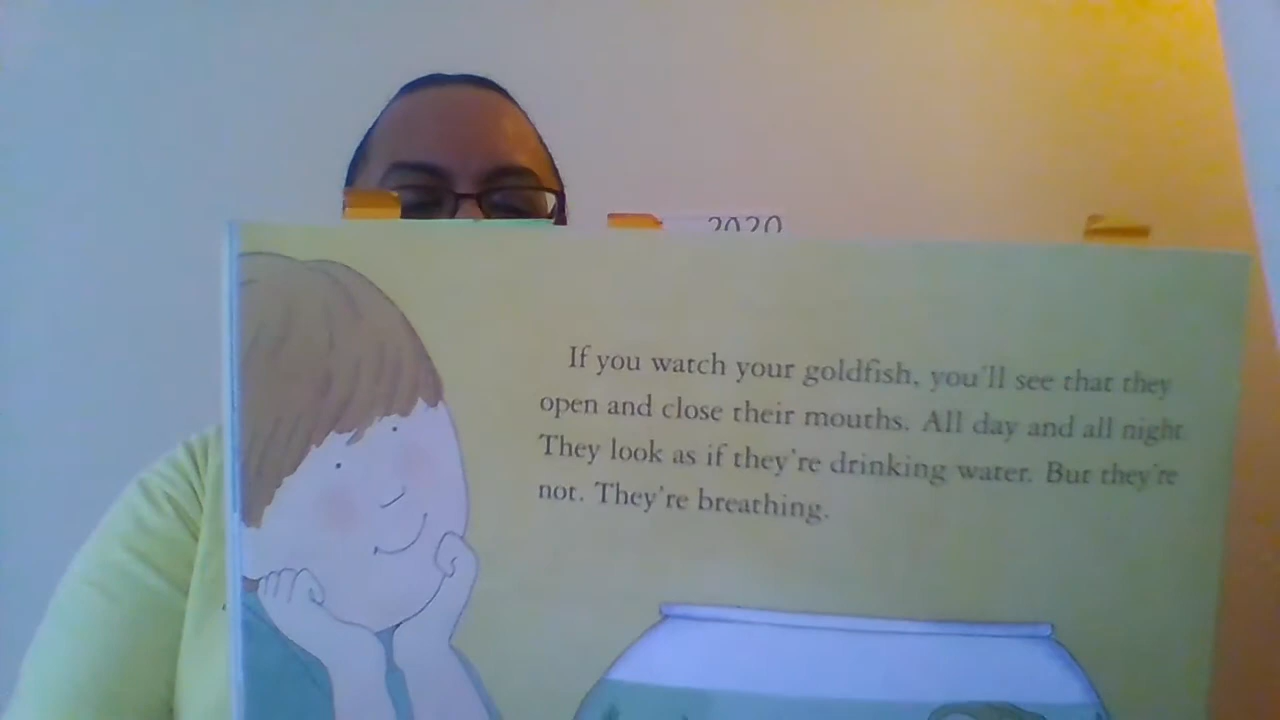 2020
If you watch your goldfish, you'll see that they
open and close their mouths. All day and all night
They look as if they're drinking water. But they're
not. They're breathing.